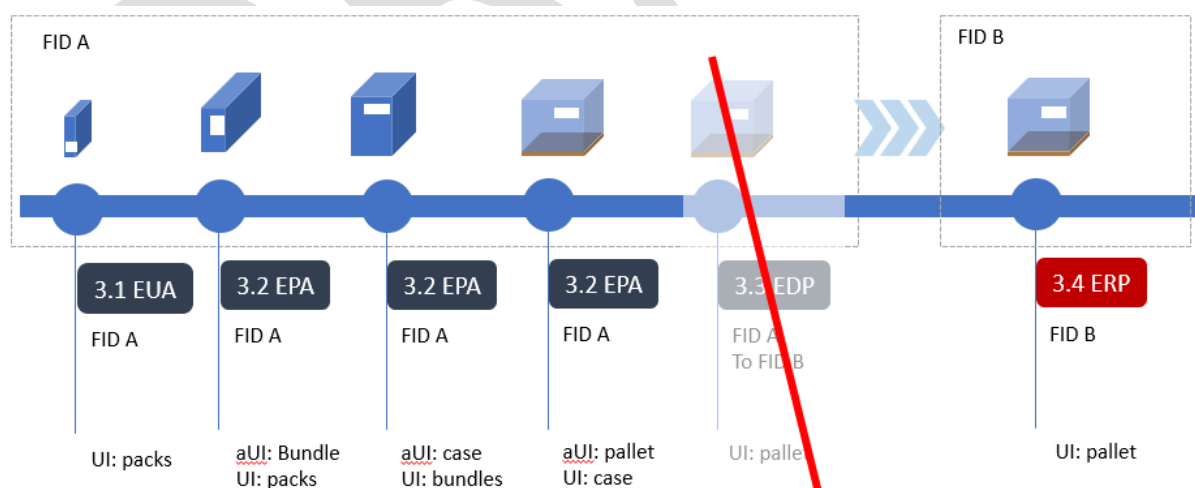 FID A
FID B
3.1 EUA
3.2 EPA
3.2 EPA
3.2 EPA
3.3 EDP
3.4 ERP
FID A
FID A
FID A
FID A
FID A
To FID B
FID B
UI: packs
aUI: Bundle
UI: packs
aUI: case
UI: bundles
aUI: pallet
UI: case
UI: pallet
UI: pallet